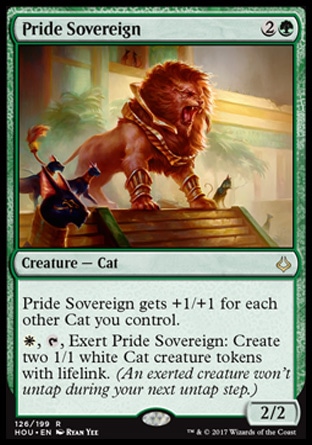 Pride Sovereign 2
Creature — Cat
Pride Sovereign gets +1/+1 for each
other Cat you control.
, , Exert Pride Sovereign: Create
two 1/1 white Cat creature tokens
with lifelink. (An exerted creature won't
untap during your next untap step.)
2/2
126/199 R
HOU • EN Ryan Yee
™ & © 2017 Wizards of the Coast